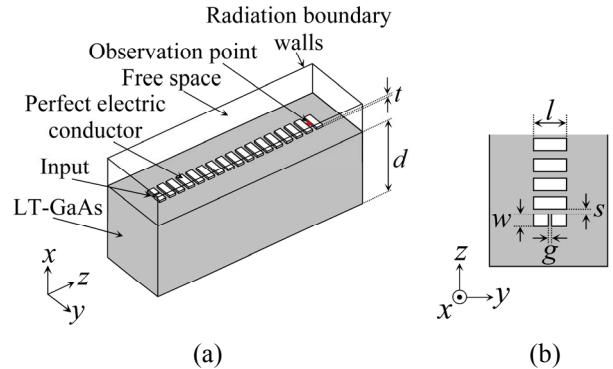 Radiation boundary
walls
Observation point
Free space
Perfect electric
conductor
Input
LT-GaAs
t
d
x
z
y
(a)
l
w
s
g
z
x
y
(b)